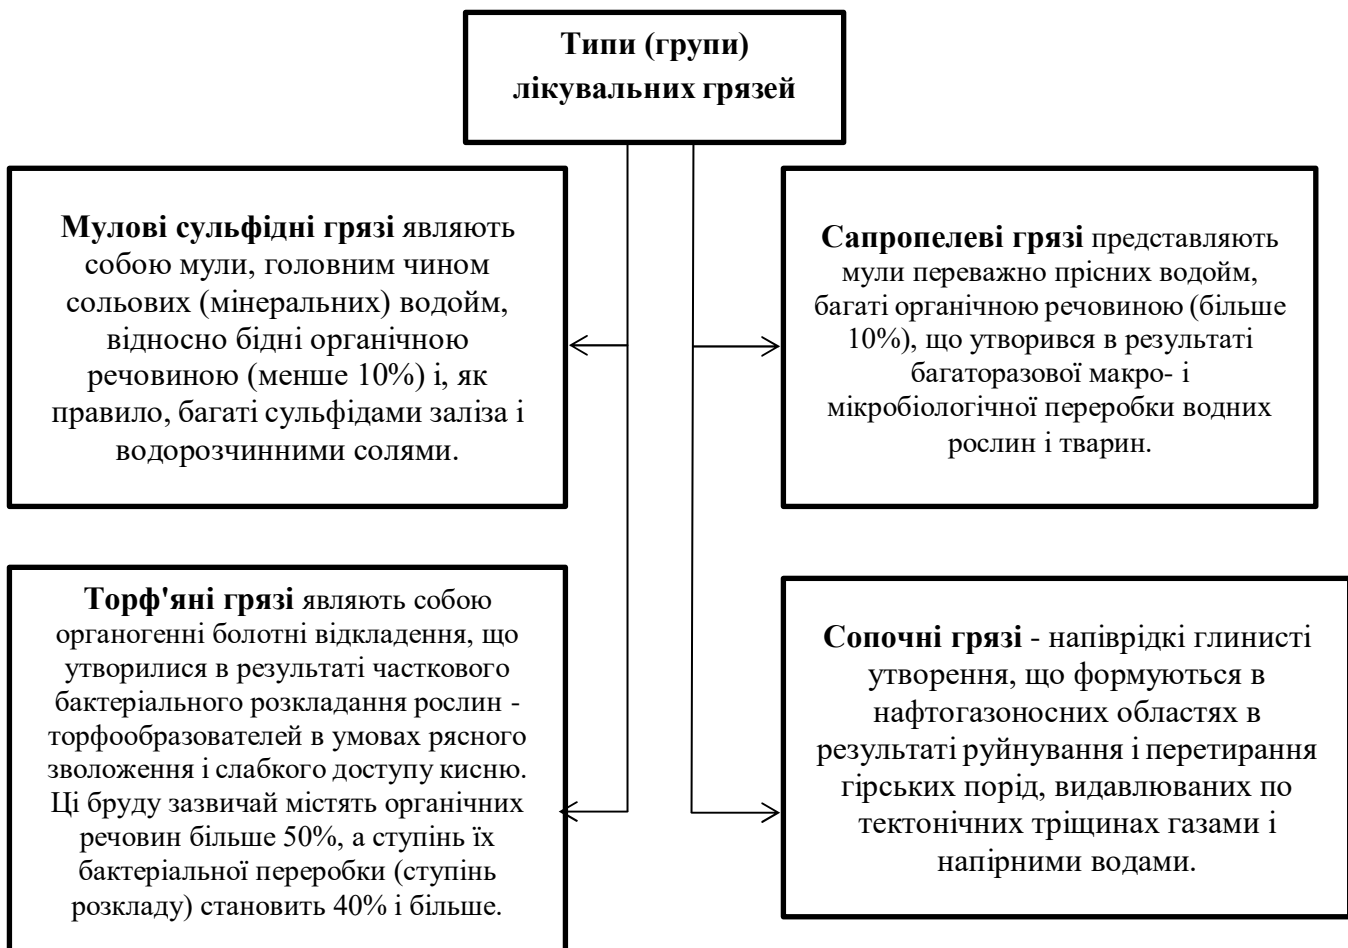 Типи (групи)
лікувальних грязей
Мулові сульфідні грязі являють
собою мули, головним чином
сольових (мінеральних) водойм,
відносно бідні органічною
речовиною (менше 10%) і, як
правило, багаті сульфідами заліза і
водорозчинними солями.
Сапропелеві грязі представляють
мули переважно прісних водойм,
багаті органічною речовиною (більше
10%), що утворився в результаті
багаторазової макро- і
мікробіологічної переробки водних
рослин і тварин.
Торф'яні грязі являють собою
органогенні болотні відкладення, що
утворилися в результаті часткового
бактеріального розкладання рослин -
торфообразователей в умовах рясного
зволоження і слабкого доступу кисню.
Ці бруду зазвичай містять органічних
речовин більше 50%, а ступінь їх
бактеріальної переробки (ступінь
розкладу) становить 40% і більше.
Сопочні грязі - напіврідкі глинисті
утворення, що формуються в
нафтогазоносних областях в
результаті руйнування і перетирання
гірських порід, видавлюваних по
тектонічних тріщинах газами і
напірними водами.